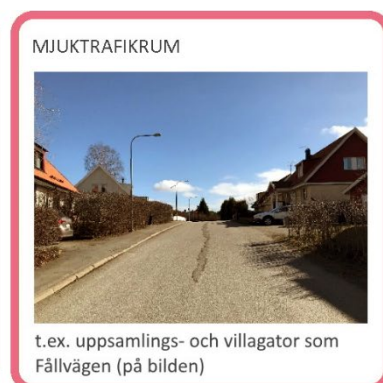 MJUKTRAFIKRUM
t.ex. uppsamlings- och villagator som
Fållvägen (på bilden)